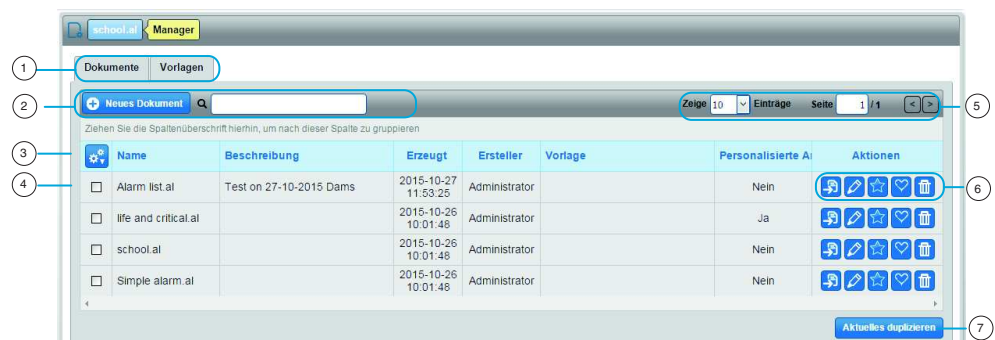 school.al Manager
1 Dokumente Vorlagen
2 Neues Dokument Zeige 10 Einträge Seite 1 / 1 < > 5
Ziehen Sie die Spaltenüberschrift hierhin, um nach dieser Spalte zu gruppieren
3 Name Beschreibung Erzeugt Ersteller Vorlage Personalisierte Aktionen
4 Alarm list.al Test on 27-10-2015 Dams 2015-10-27 11:53:25 Administrator Nein 6
life and critical.al 2015-10-26 10:01:48 Administrator Ja
school.al 2015-10-26 10:01:48 Administrator Nein
Simple alarm.al 2015-10-26 10:01:48 Administrator Nein
Aktuelles duplizieren 7